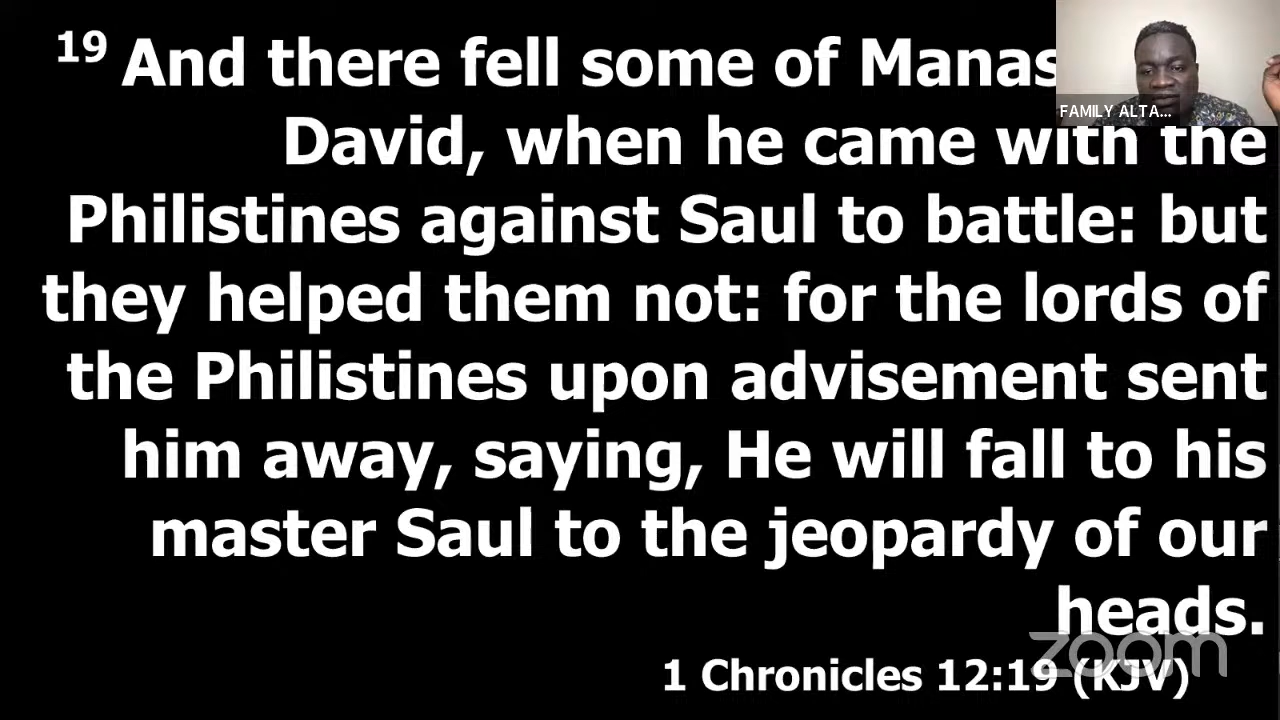 19 And there fell some of Manas
David, when he came with the
Philistines against Saul to battle: but
they helped them not: for the lords of
the Philistines upon advisement sent
him away, saying, He will fall to his
master Saul to the jeopardy of our
heads.
1 Chronicles 12:19 (KJV)
FAMILY ALTA...
zoom